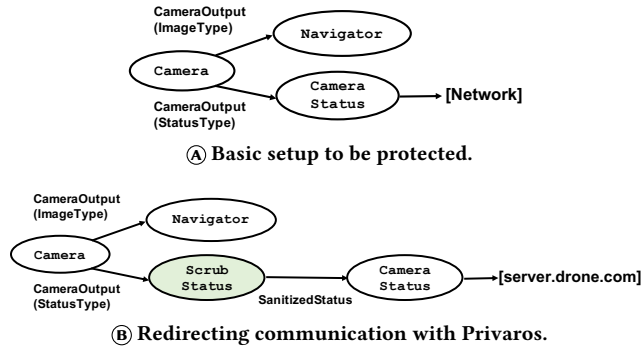 CameraOutput
(ImageType)
Navigator
Camera
CameraOutput
(StatusType)
Camera
Status
[Network]
Ⓐ Basic setup to be protected.
CameraOutput
(ImageType)
Navigator
Camera
CameraOutput
(StatusType)
Scrub
Status
SanitizedStatus
Camera
Status
[server.drone.com]
Ⓑ Redirecting communication with Privaros.